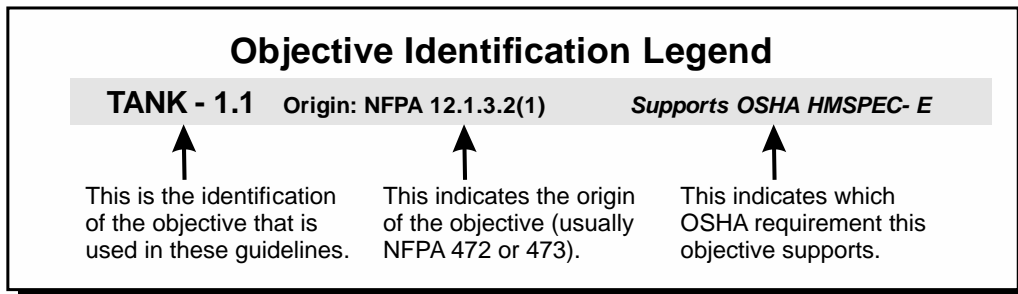 Objective Identification Legend
TANK - 1.1 Origin: NFPA 12.1.3.2(1) Supports OSHA HMSPEC- E
This is the identification
of the objective that is
used in these guidelines.
This indicates the origin
of the objective (usually
NFPA 472 or 473).
This indicates which
OSHA requirement this
objective supports.